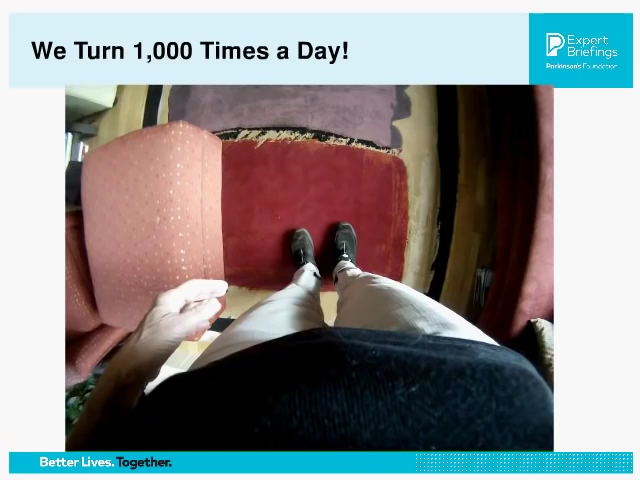 We Turn 1,000 Times a Day!
Expert
Briefings
Parkinson's Foundation
Better Lives. Together.